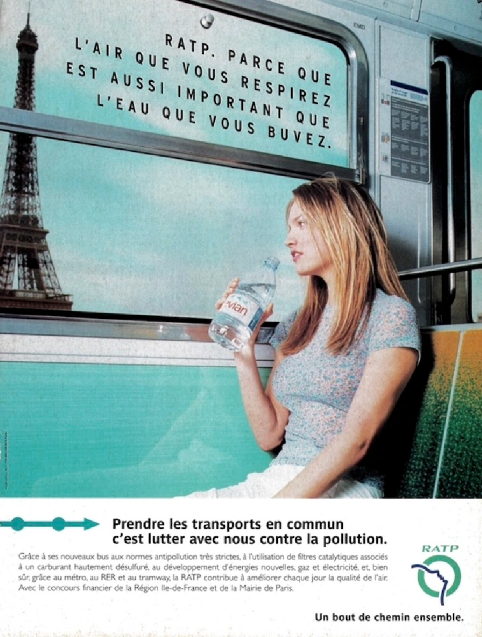 RATP. PARCE QUE
L'AIR QUE VOUS RESPIREZ
EST AUSSI IMPORTANT QUE
L'EAU QUE VOUS BUVEZ.
evian
Prendre les transports en commun
c'est lutter avec nous contre la pollution.
Grâce à ses nouveaux bus aux normes antipollution très strictes, à l'utilisation de filtres catalytiques associés
à un carburant hautement désulfuré, au développement d'énergies nouvelles, gaz et électricité, et, bien
sûr, grâce au métro, au RER et au tramway, la RATP contribue à améliorer chaque jour la qualité de l'air.
Avec le concours financier de la Région Ile-de-France et de la Mairie de Paris.
RATP
Un bout de chemin ensemble.